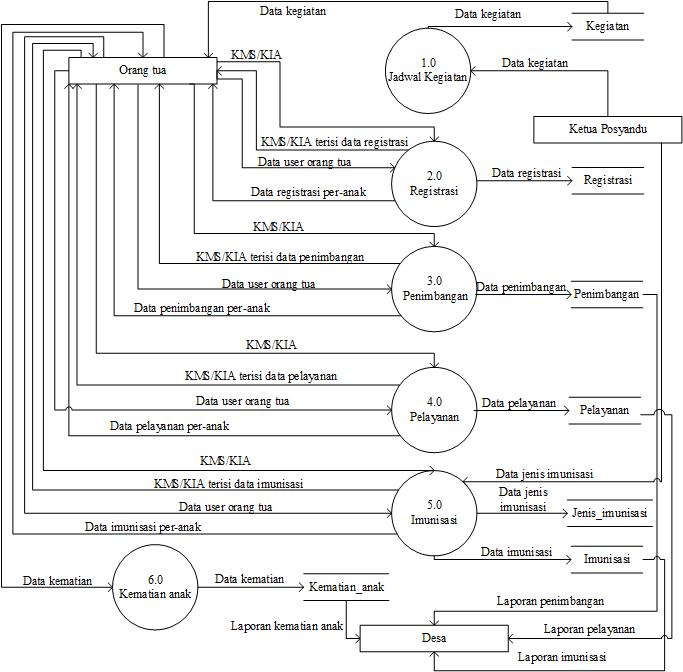 Data kegiatan
Data kegiatan
Kegiatan
Orang tua
KMS/KIA
1.0
Jadwal Kegiatan
Data kegiatan
Ketua Posyandu
KMS/KIA terisi data registrasi
Data user orang tua
Data registrasi per-anak
2.0
Registrasi
Data registrasi
Registrasi
KMS/KIA
KMS/KIA terisi data penimbangan
Data user orang tua
Data penimbangan per-anak
3.0
Penimbangan
Data penimbangan
Penimbangan
KMS/KIA
KMS/KIA terisi data pelayanan
Data user orang tua
Data pelayanan per-anak
4.0
Pelayanan
Data pelayanan
Pelayanan
KMS/KIA
KMS/KIA terisi data imunisasi
Data user orang tua
Data imunisasi per-anak
5.0
Imunisasi
Data jenis imunisasi
Data jenis
imunisasi
Jenis_imunisasi
Data imunisasi
Imunisasi
Data kematian
6.0
Kematian anak
Data kematian
Kematian_anak
Laporan kematian anak
Laporan penimbangan
Desa
Laporan pelayanan
Laporan imunisasi